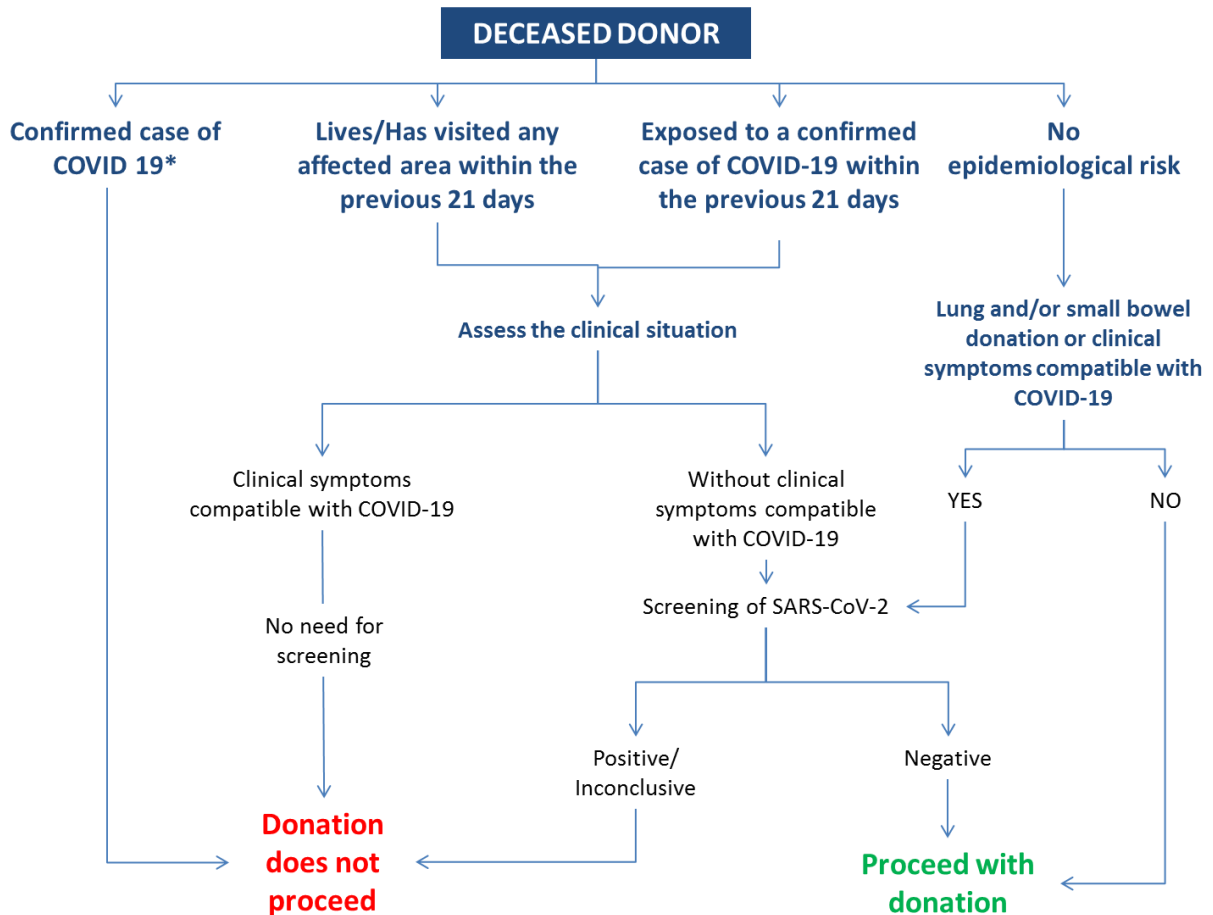 DECEASED DONOR
Confirmed case of
COVID 19*
Lives/Has visited any
affected area within the
previous 21 days
Exposed to a confirmed
case of COVID-19 within
the previous 21 days
No
epidemiological risk
Assess the clinical situation
Lung and/or small bowel
donation or clinical
symptoms compatible with
COVID-19
Clinical symptoms
compatible with COVID-19
Without clinical
symptoms compatible
with COVID-19
YES
NO
No need for
screening
Screening of SARS-CoV-2
Positive/
Inconclusive
Negative
Donation
does not
proceed
Proceed with
donation